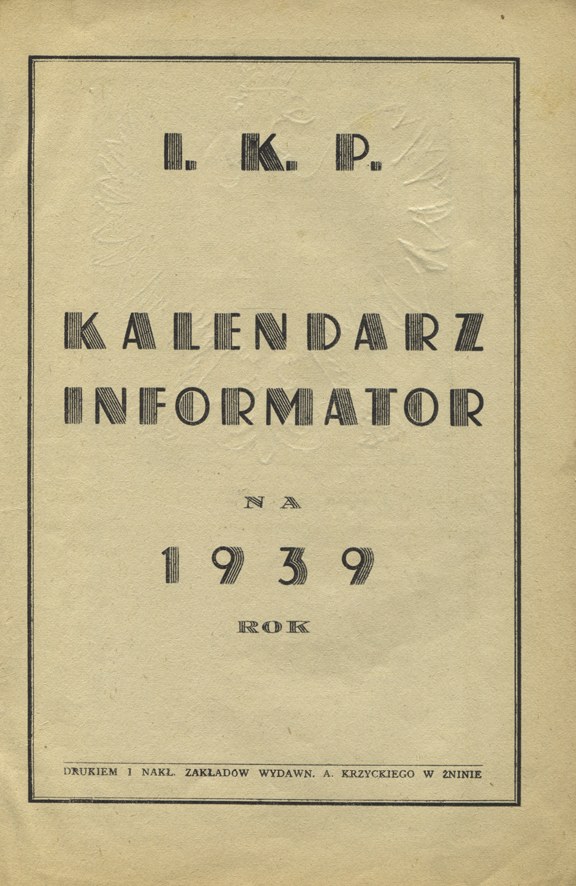 I. K. P.
KALENDARZ
INFORMATOR
NA
1939
ROK
DRUKIEM I NAKŁ. ZAKŁADÓW WYDAWN. A. KRZYCKIEGO W ŻNINIE